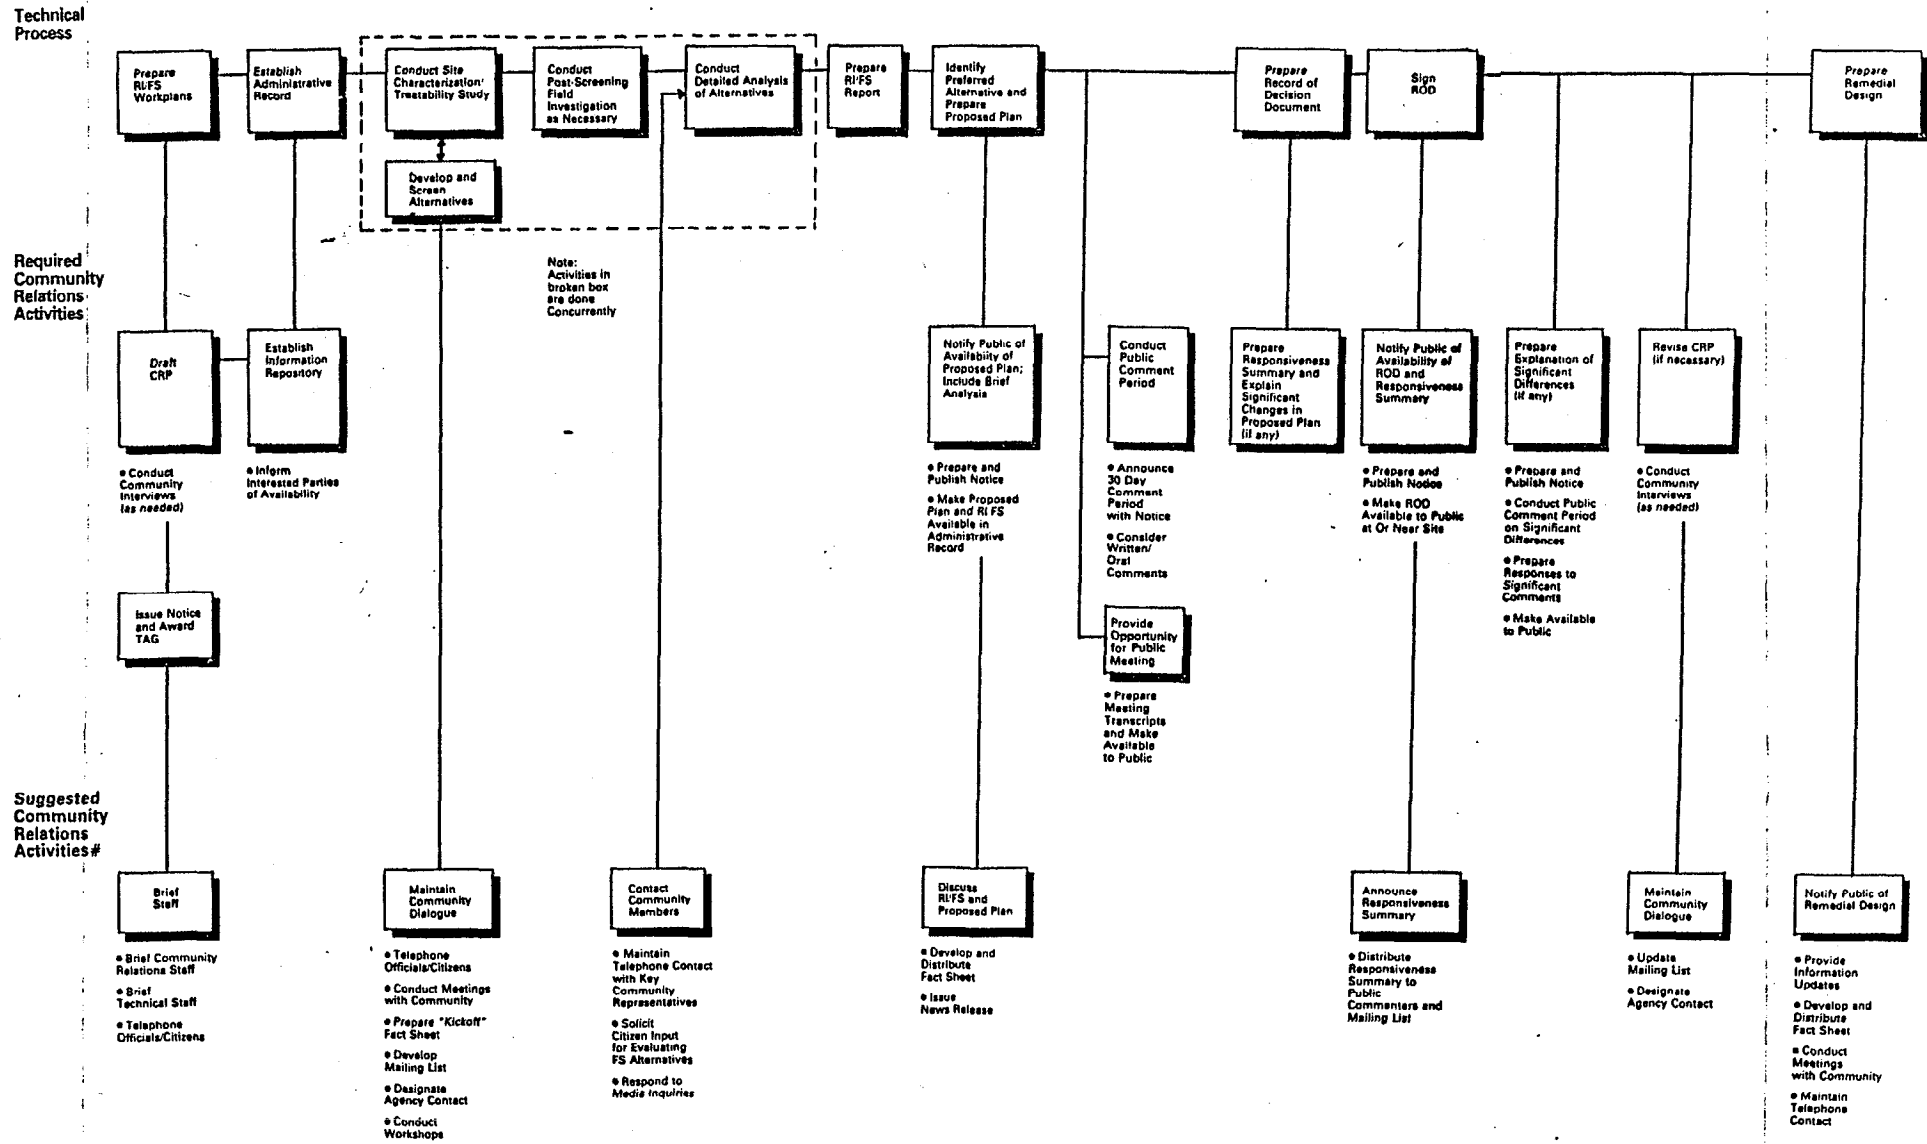 Technical
Process
Prepare
RI/FS
Workplans
Establish
Administrative
Record
Conduct Site
Characterization/
Treatability Study
Conduct
Post-Screening
Field
Investigation
as Necessary
Conduct
Detailed Analysis
of Alternatives
Prepare
RI/FS
Report
Identify
Preferred
Alternative and
Prepare
Proposed Plan
Prepare
Record of
Decision
Document
Sign
ROD
Prepare
Remedial
Design
Develop and
Screen
Alternatives
Required
Community
Relations
Activities
Note:
Activities in
broken box
are done
Concurrently
Draft
CRP
Establish
Information
Repository
Notify Public of
Availability of
Proposed Plan;
Include Brief
Analysis
Conduct
Public
Comment
Period
Prepare
Responsiveness
Summary and
Explain
Significant
Changes in
Proposed Plan
(if any)
Notify Public of
Availability of
ROD and
Responsiveness
Summary
Prepare
Explanation of
Significant
Differences
(if any)
Revise CRP
(if necessary)
• Conduct
Community
Interviews
(as needed)
• Inform
Interested Parties
of Availability
• Prepare and
Publish Notice
• Make Proposed
Plan and RI/FS
Available in
Administrative
Record
• Announce
30 Day
Comment
Period
with Notice
• Consider
Written/
Oral
Comments
• Prepare and
Publish Notice
• Make ROD
Available to Public
at Or Near Site
• Prepare and
Publish Notice
• Conduct Public
Comment Period
on Significant
Differences
• Prepare
Responses to
Significant
Comments
• Make Available
to Public
• Conduct
Community
Interviews
(as needed)
Issue Notice
and Award
TAG
Provide
Opportunity
for Public
Meeting
• Prepare
Meeting
Transcripts
and Make
Available
to Public
Suggested
Community
Relations
Activities#
Brief
Staff
Maintain
Community
Dialogue
Contact
Community
Members
Discuss
RI/FS and
Proposed Plan
Announce
Responsiveness
Summary
Maintain
Community
Dialogue
Notify Public of
Remedial Design
• Brief Community
Relations Staff
• Brief
Technical Staff
• Telephone
Officials/Citizens
• Telephone
Officials/Citizens
• Conduct Meetings
with Community
• Prepare "Kickoff"
Fact Sheet
• Develop
Mailing List
• Designate
Agency Contact
• Conduct
Workshops
• Maintain
Telephone Contact
with Key
Community
Representatives
• Solicit
Citizen Input
for Evaluating
FS Alternatives
• Respond to
Media Inquiries
• Develop and
Distribute
Fact Sheet
• Issue
News Release
• Distribute
Responsiveness
Summary to
Public
Commenters and
Mailing List
• Update
Mailing List
• Designate
Agency Contact
• Provide
Information
Updates
• Develop and
Distribute
Fact Sheet
• Conduct
Meetings
with Community
• Maintain
Telephone
Contact